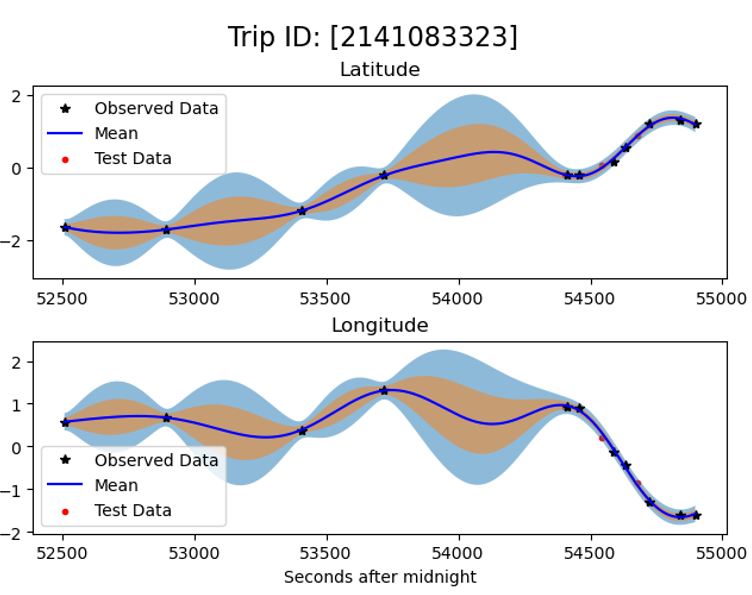 Trip ID: [2141083323]
Latitude
2
0
−2
Observed Data
Mean
Test Data
52500 53000 53500 54000 54500 55000
Longitude
2
1
0
−1
−2
Observed Data
Mean
Test Data
52500 53000 53500 54000 54500 55000
Seconds after midnight